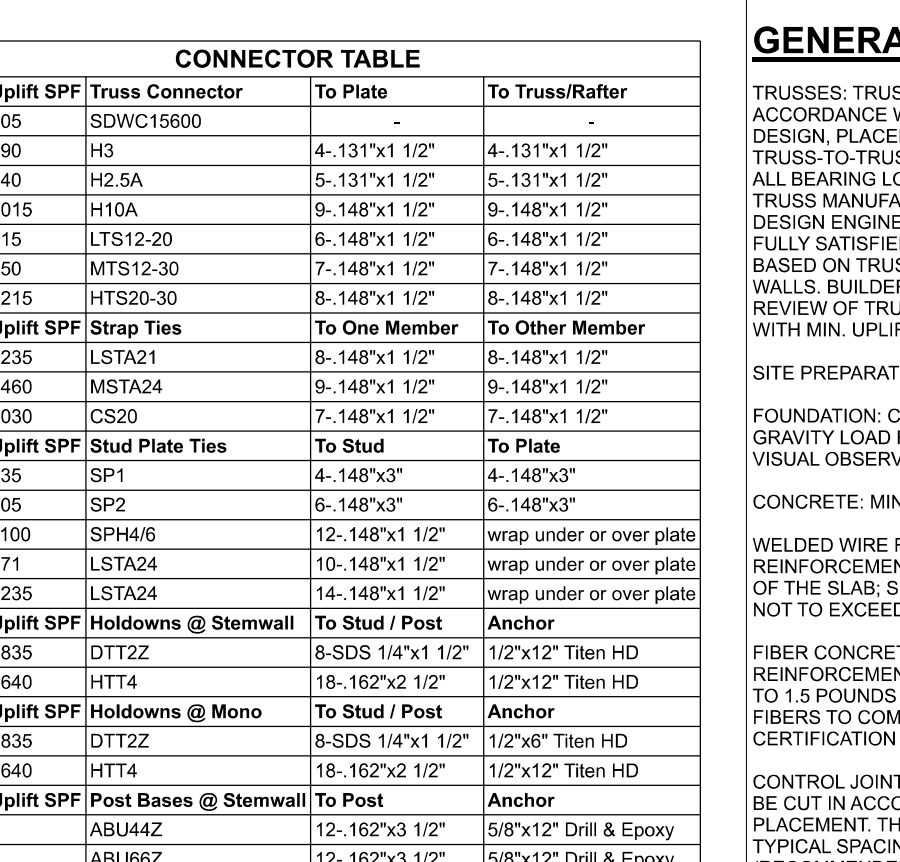 CONNECTOR TABLE
Uplift SPF Truss Connector To Plate To Truss/Rafter
05 SDWC15600 - -
90 H3 4-.131"x1 1/2" 4-.131"x1 1/2"
40 H2.5A 5-.131"x1 1/2" 5-.131"x1 1/2"
015 H10A 9-.148"x1 1/2" 9-.148"x1 1/2"
15 LTS12-20 6-.148"x1 1/2" 6-.148"x1 1/2"
50 MTS12-30 7-.148"x1 1/2" 7-.148"x1 1/2"
215 HTS20-30 8-.148"x1 1/2" 8-.148"x1 1/2"
Uplift SPF Strap Ties To One Member To Other Member
235 LSTA21 8-.148"x1 1/2" 8-.148"x1 1/2"
460 MSTA24 9-.148"x1 1/2" 9-.148"x1 1/2"
030 CS20 7-.148"x1 1/2" 7-.148"x1 1/2"
Uplift SPF Stud Plate Ties To Stud To Plate
35 SP1 4-.148"x3" 4-.148"x3"
05 SP2 6-.148"x3" 6-.148"x3"
100 SPH4/6 12-.148"x1 1/2" wrap under or over plate
71 LSTA24 10-.148"x1 1/2" wrap under or over plate
235 LSTA24 14-.148"x1 1/2" wrap under or over plate
Uplift SPF Holdowns @ Stemwall To Stud / Post Anchor
835 DTT2Z 8-SDS 1/4"x1 1/2" 1/2"x12" Titen HD
640 HTT4 18-.162"x2 1/2" 1/2"x12" Titen HD
Uplift SPF Holdowns @ Mono To Stud / Post Anchor
835 DTT2Z 8-SDS 1/4"x1 1/2" 1/2"x6" Titen HD
640 HTT4 18-.162"x2 1/2" 1/2"x12" Titen HD
Uplift SPF Post Bases @ Stemwall To Post Anchor
ABU44Z 12-.162"x3 1/2" 5/8"x12" Drill & Epoxy
ABU66Z 12-.162"x3 1/2" 5/8"x12" Drill & Epoxy
GENERA
TRUSSES: TRUS
ACCORDANCE W
DESIGN, PLACE
TRUSS-TO-TRUS
ALL BEARING LO
TRUSS MANUFA
DESIGN ENGINE
FULLY SATISFIE
BASED ON TRUS
WALLS. BUILDER
REVIEW OF TRU
WITH MIN. UPLIF
SITE PREPARAT
FOUNDATION: C
GRAVITY LOAD
VISUAL OBSERV
CONCRETE: MIN
WELDED WIRE
REINFORCEMEN
OF THE SLAB; S
NOT TO EXCEED
FIBER CONCRET
REINFORCEMEN
TO 1.5 POUNDS
FIBERS TO COM
CERTIFICATION
CONTROL JOINT
BE CUT IN ACCO
PLACEMENT. TH
TYPICAL SPACIN